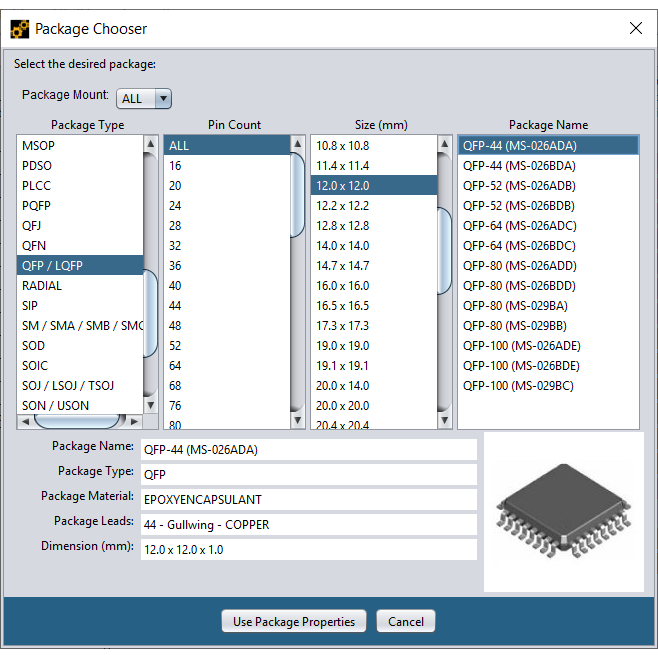 Package Chooser
Select the desired package:
Package Mount: ALL
Package Type
MSOP
PDSO
PLCC
PQFP
QFJ
QFN
QFP / LQFP
RADIAL
SIP
SM / SMA / SMB / SMC
SOD
SOIC
SOJ / LSOJ / TSOJ
SON / USON
Pin Count
ALL
16
20
24
28
32
36
40
44
48
52
64
68
76
80
Size (mm)
10.8 x 10.8
11.4 x 11.4
12.0 x 12.0
12.2 x 12.2
12.8 x 12.8
14.0 x 14.0
14.7 x 14.7
16.0 x 16.0
16.5 x 16.5
17.3 x 17.3
19.0 x 19.0
19.1 x 19.1
20.0 x 14.0
20.0 x 20.0
20.4 x 20.4
Package Name
QFP-44 (MS-026ADA)
QFP-44 (MS-026BDA)
QFP-52 (MS-026ADB)
QFP-52 (MS-026BDB)
QFP-64 (MS-026ADC)
QFP-64 (MS-026BDC)
QFP-80 (MS-026ADD)
QFP-80 (MS-026BDD)
QFP-80 (MS-029BA)
QFP-80 (MS-029BB)
QFP-100 (MS-026ADE)
QFP-100 (MS-026BDE)
QFP-100 (MS-029BC)
Package Name: QFP-44 (MS-026ADA)
Package Type: QFP
Package Material: EPOXYENCAPSULANT
Package Leads: 44 - Gullwing - COPPER
Dimension (mm): 12.0 x 12.0 x 1.0
Use Package Properties
Cancel